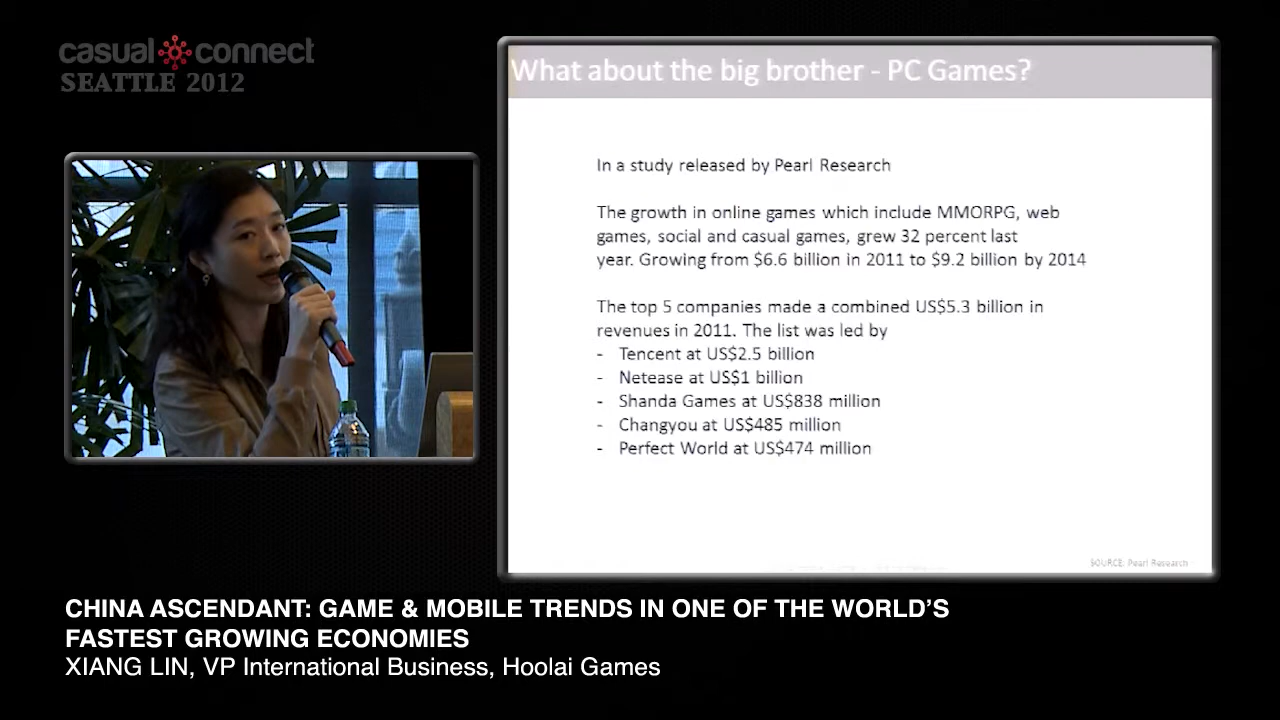 casual connect
SEATTLE 2012
What about the big brother - PC Games?
In a study released by Pearl Research
The growth in online games which include MMORPG, web
games, social and casual games, grew 32 percent last
year. Growing from $6.6 billion in 2011 to $9.2 billion by 2014
The top 5 companies made a combined US$5.3 billion in
revenues in 2011. The list was led by
- Tencent at US$2.5 billion
- Netease at US$1 billion
- Shanda Games at US$838 million
- Changyou at US$485 million
- Perfect World at US$474 million
SOURCE: Pearl Research
CHINA ASCENDANT: GAME & MOBILE TRENDS IN ONE OF THE WORLD'S
FASTEST GROWING ECONOMIES
XIANG LIN, VP International Business, Hoolai Games